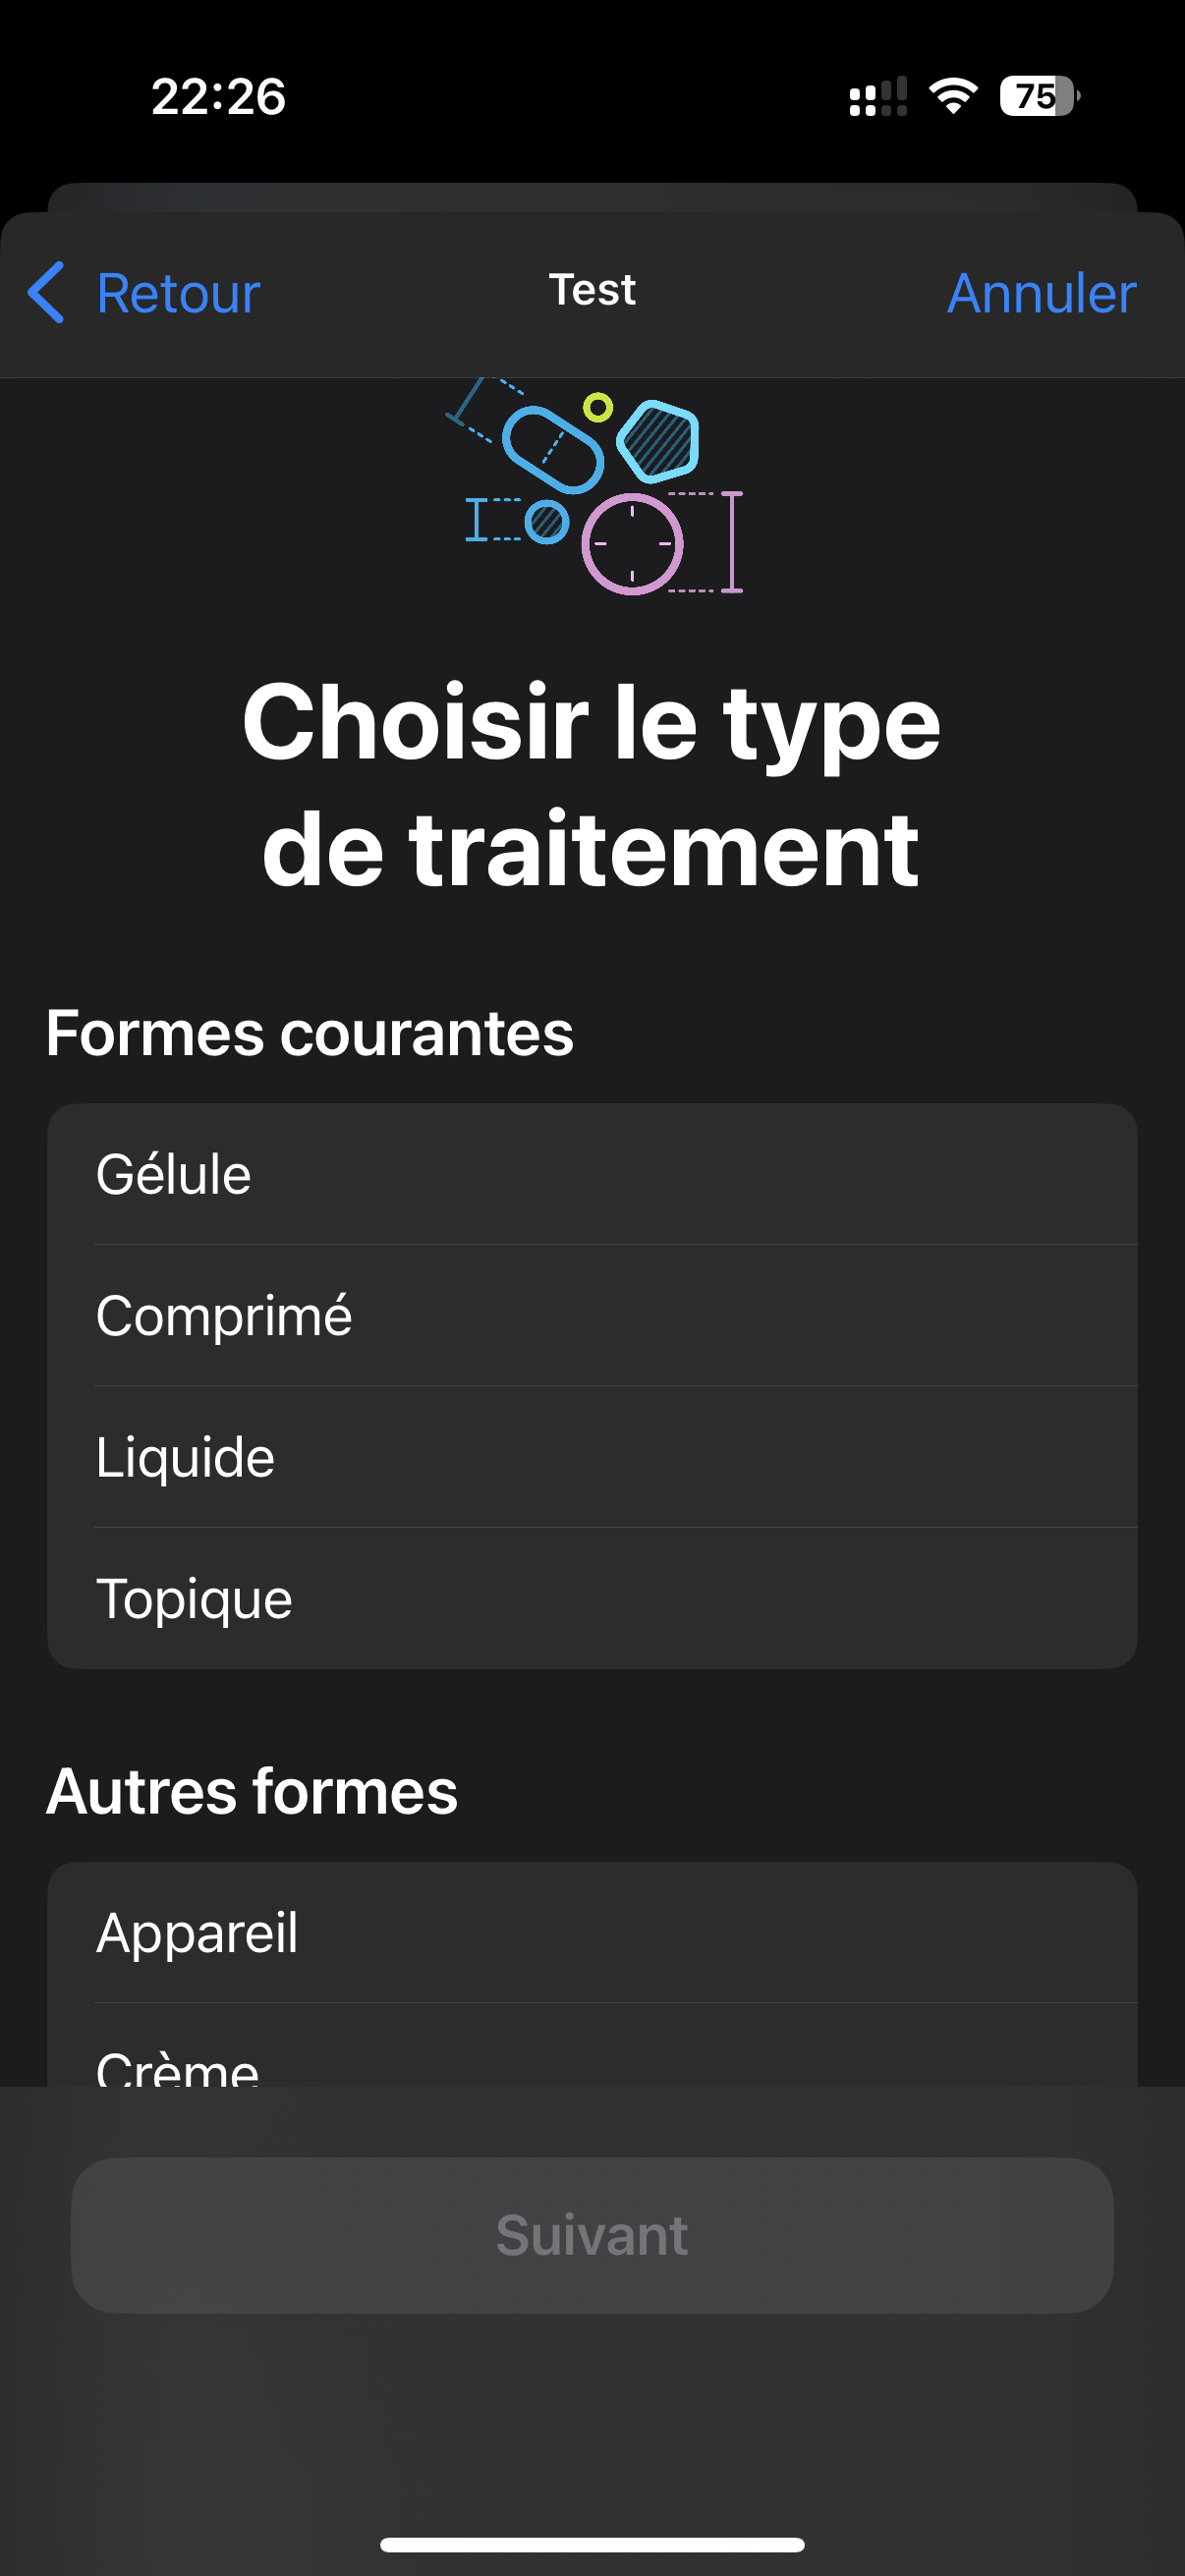 22:26
75
Retour
Test
Annuler
Choisir le type
de traitement
Formes courantes
Gélule
Comprimé
Liquide
Topique
Autres formes
Appareil
Crème
Suivant